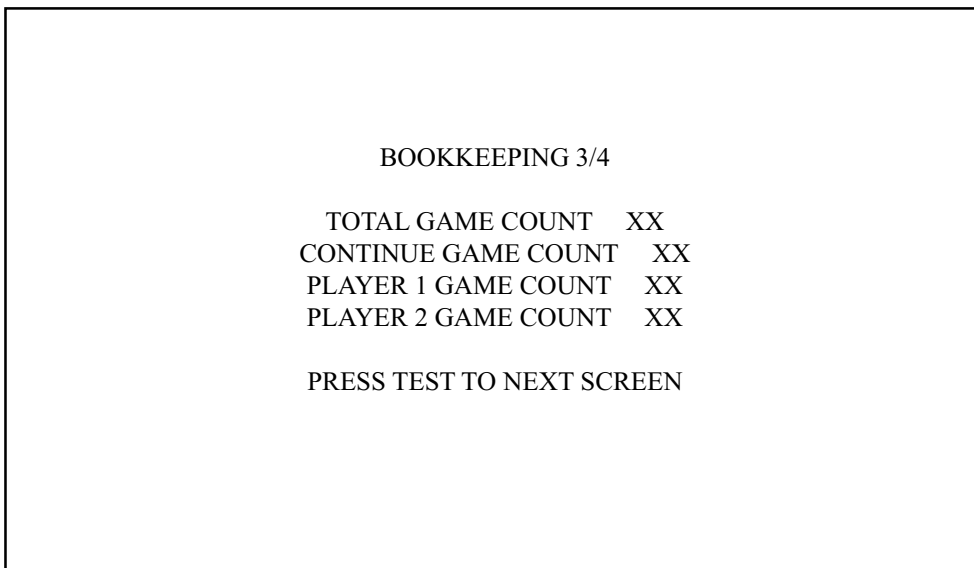 BOOKKEEPING 3/4
TOTAL GAME COUNT XX
CONTINUE GAME COUNT XX
PLAYER 1 GAME COUNT XX
PLAYER 2 GAME COUNT XX
PRESS TEST TO NEXT SCREEN